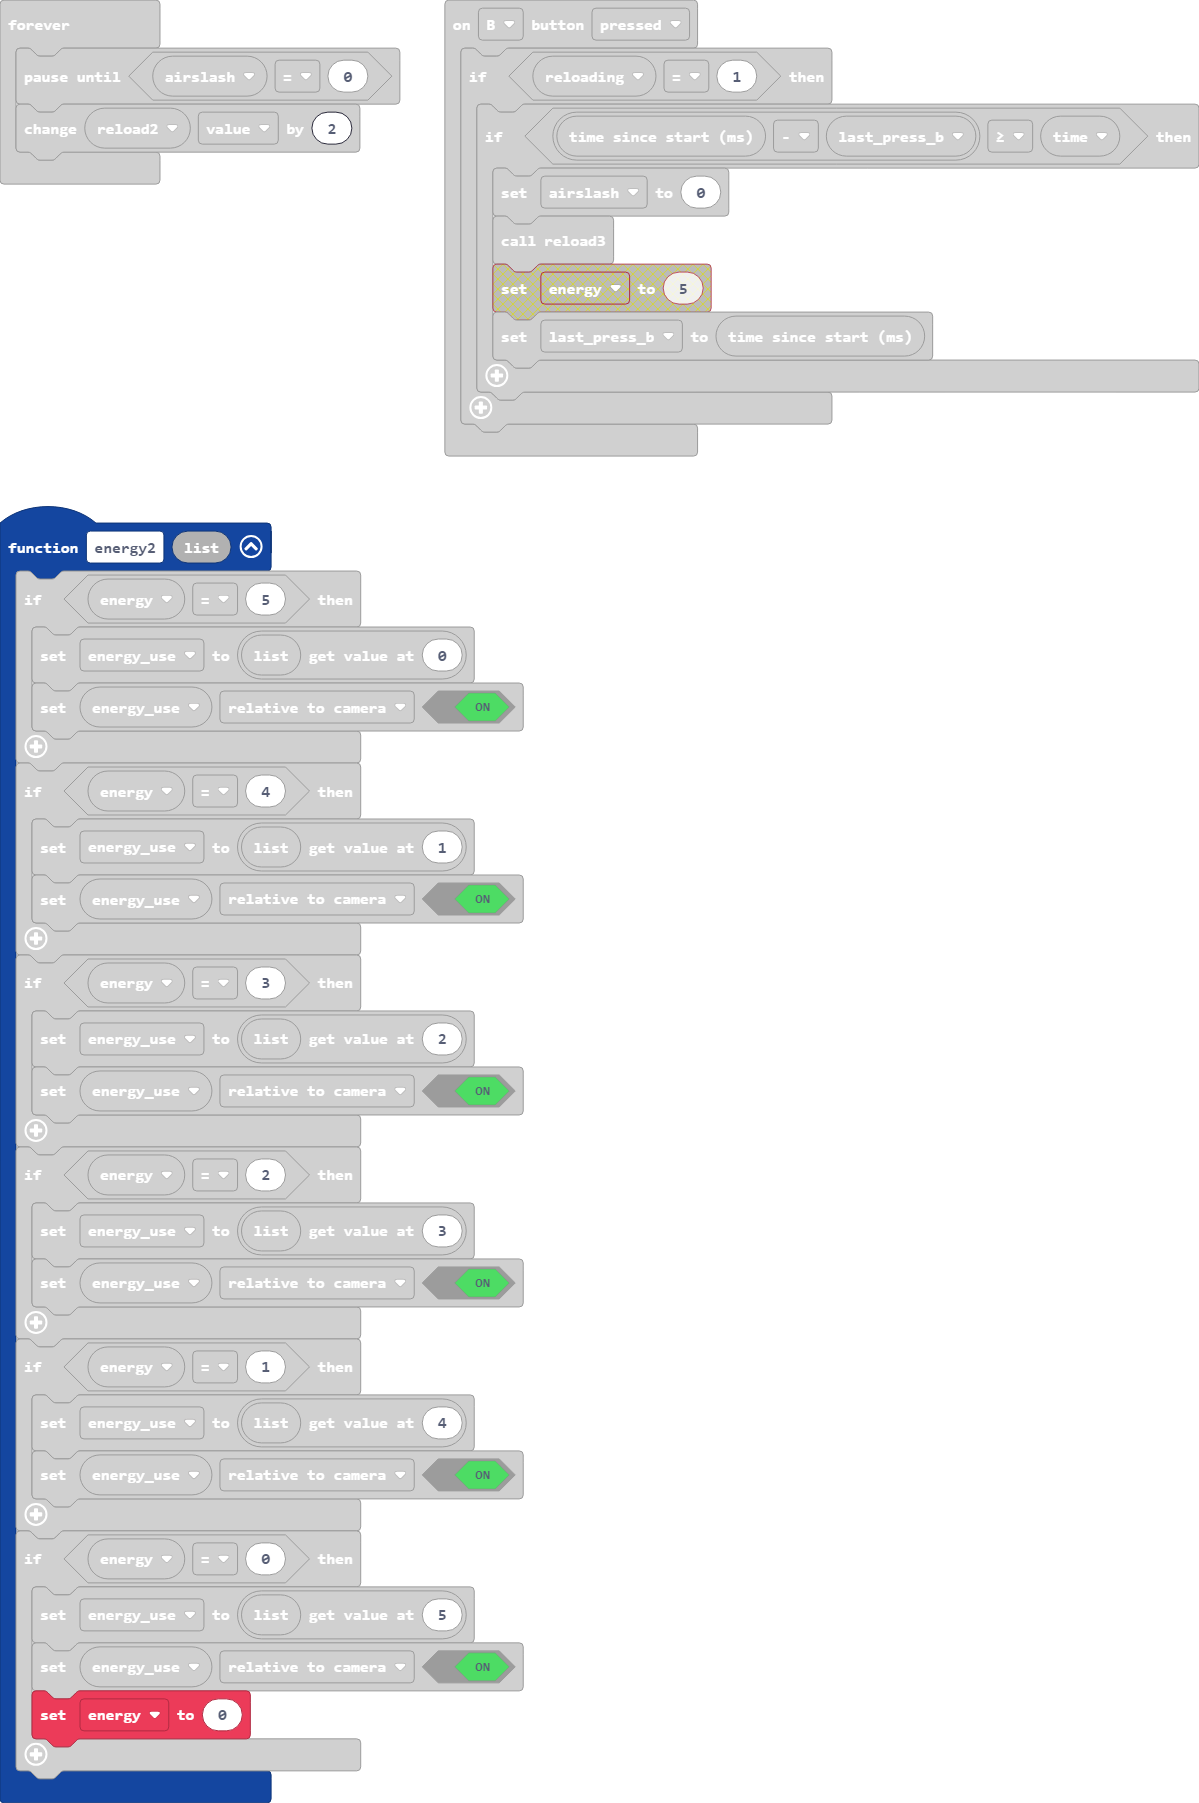 forever
pause until airslash = 0
change reload2 value by 2
on B button pressed
if reloading = 1 then
if time since start (ms) - last_press_b ≥ time then
set airslash to 0
call reload3
set energy to 5
set last_press_b to time since start (ms)
function energy2 list
if energy = 5 then
set energy_use to list get value at 0
set energy_use relative to camera ON
if energy = 4 then
set energy_use to list get value at 1
set energy_use relative to camera ON
if energy = 3 then
set energy_use to list get value at 2
set energy_use relative to camera ON
if energy = 2 then
set energy_use to list get value at 3
set energy_use relative to camera ON
if energy = 1 then
set energy_use to list get value at 4
set energy_use relative to camera ON
if energy = 0 then
set energy_use to list get value at 5
set energy_use relative to camera ON
set energy to 0